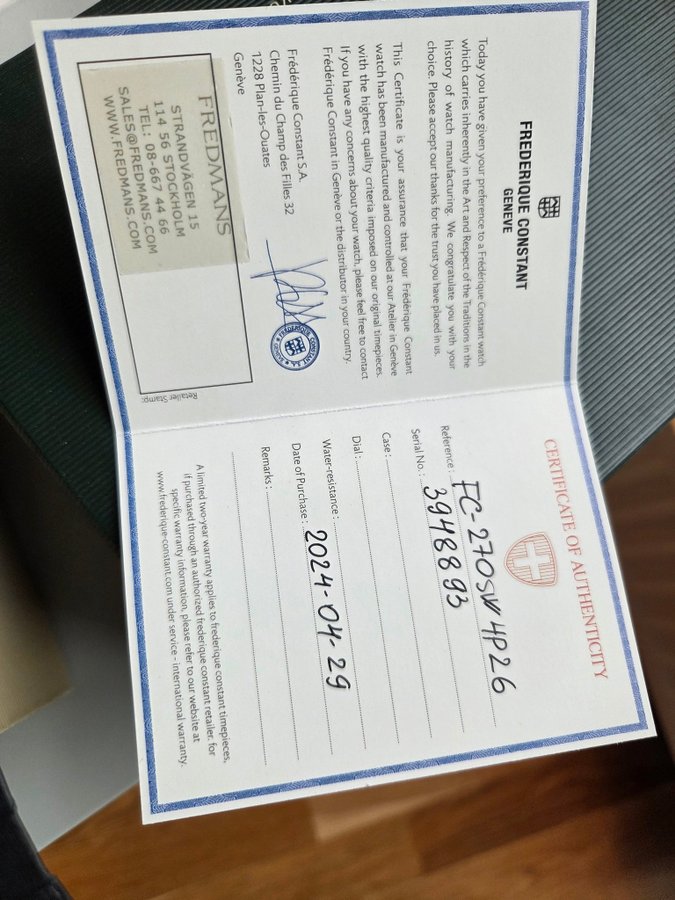 FREDERIQUE CONSTANT
GENEVE
Today you have given your preference to a Frédérique Constant watch
which carries inherently in the Art and Respect of the Traditions in the
history of watch manufacturing. We congratulate you with your
choice. Please accept our thanks for the trust you have placed in us.
This Certificate is your assurance that your Frédérique Constant
watch has been manufactured and controlled at our Atelier in Genève
with the highest quality criteria imposed on our original timepieces.
If you have any concerns about your watch, please feel free to contact
Frédérique Constant in Genève or the distributor in your country.
Frédérique Constant S.A.
Chemin du Champ des Filles 32
1228 Plan-les-Ouates
Genève
FREDERIQUE CONSTANT S.A.
GENEVE
FREDMANS
STRANDVÄGEN 15
114 56 STOCKHOLM
TEL: 08-667 44 66
SALES@FREDMANS.COM
WWW.FREDMANS.COM
Retailer Stamp:
CERTIFICATE OF AUTHENTICITY
Reference: FC-270SW4P26
Serial No.: 3948893
Case:
Dial:
Water-resistance:
Date of Purchase: 2024-04-29
Remarks:
A limited two-year warranty applies to frederique constant timepieces,
if purchased through an authorized frederique constant retailer. for
specific warranty information, please refer to our website at
www.frederique-constant.com under service - international warranty.